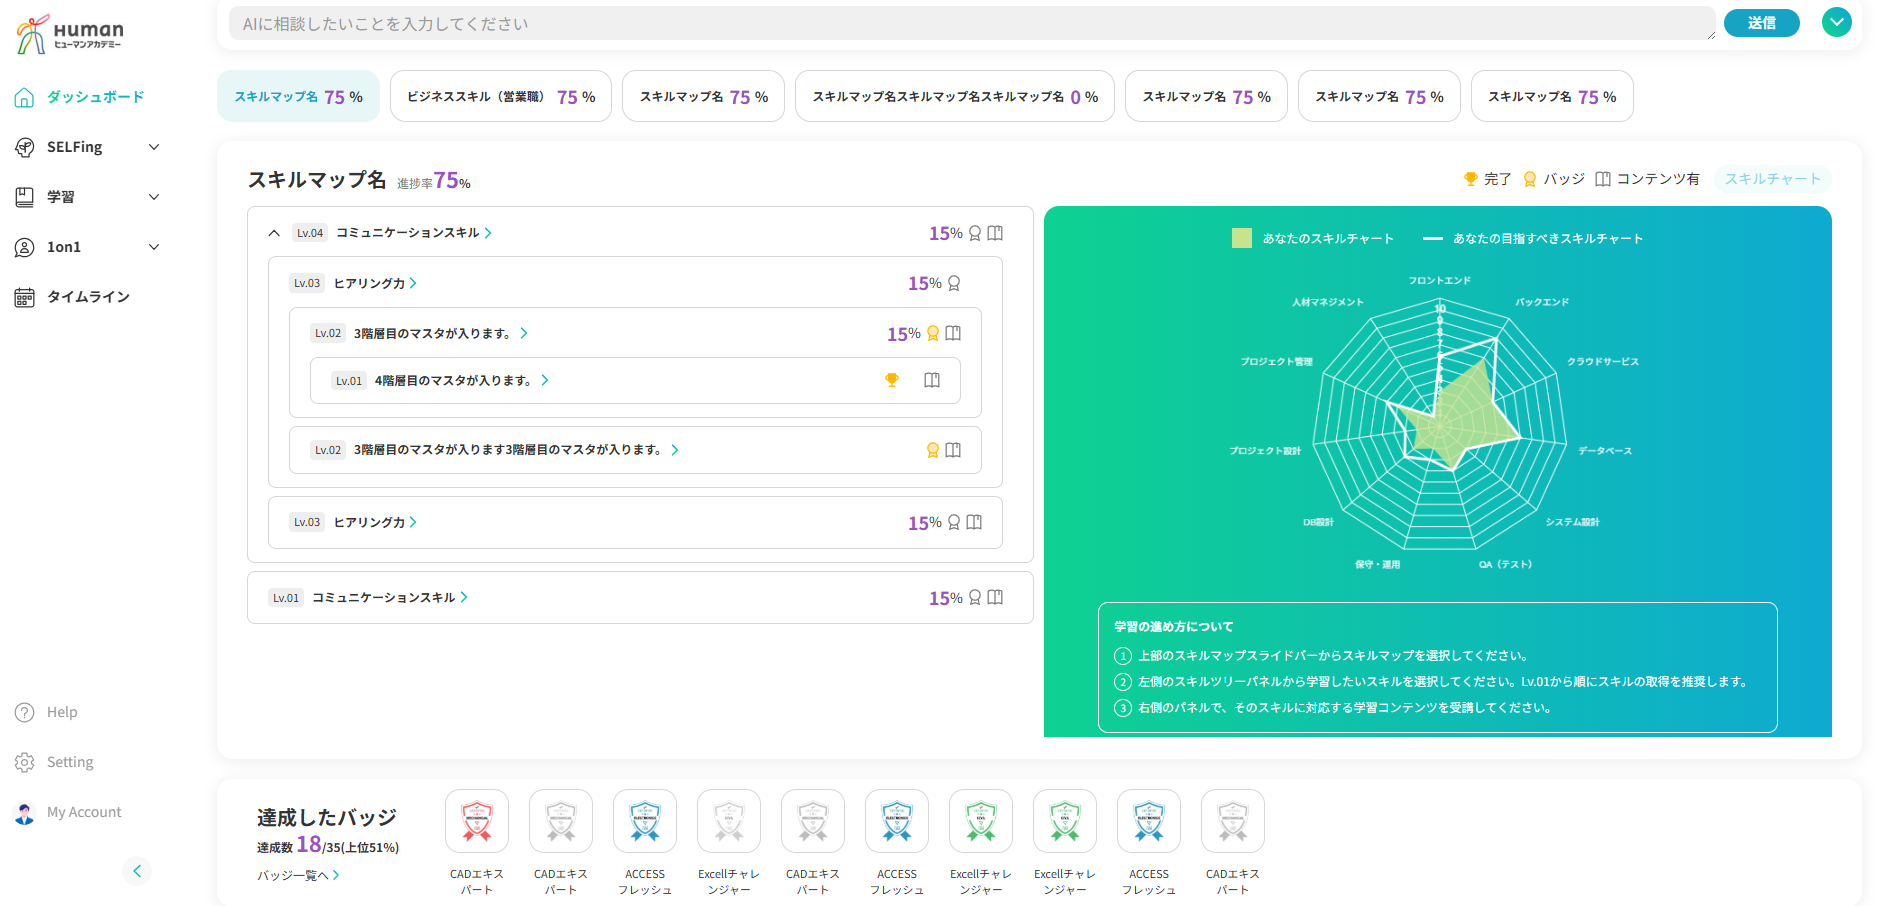 Human
ヒューマンアカデミー
AIに相談したいことを入力してください
送信
ダッシュボード
SELFing
学習
1on1
タイムライン
Help
Setting
My Account
スキルマップ名 75 %
ビジネススキル（営業職） 75 %
スキルマップ名 75 %
スキルマップ名スキルマップ名スキルマップ名 0 %
スキルマップ名 75 %
スキルマップ名 75 %
スキルマップ名 75 %
スキルマップ名 進捗率75%
完了 バッジ コンテンツ有 スキルチャート
Lv.04 コミュニケーションスキル 15%
Lv.03 ヒアリング力 15%
Lv.02 3階層目のマスタが入ります。 15%
Lv.01 4階層目のマスタが入ります。
Lv.02 3階層目のマスタが入ります3階層目のマスタが入ります。
Lv.03 ヒアリング力 15%
Lv.01 コミュニケーションスキル 15%
あなたのスキルチャート あなたの目指すべきスキルチャート
フロントエンド
バックエンド
クラウドサービス
データベース
システム設計
QA（テスト）
保守・運用
DB設計
プロジェクト設計
プロジェクト管理
人材マネジメント
10
9
8
7
学習の進め方について
1 上部のスキルマップスライドバーからスキルマップを選択してください。
2 左側のスキルツリーパネルから学習したいスキルを選択してください。Lv.01から順にスキルの取得を推奨します。
3 右側のパネルで、そのスキルに対応する学習コンテンツを受講してください。
達成したバッジ
達成数 18/35(上位51%)
バッジ一覧へ
MECHANICAL
CADエキス
パート
MECHANICAL
CADエキス
パート
ELECTRONICS
ACCESS
フレッシュ
CIVIL
Excellチャレ
ンジャー
MECHANICAL
CADエキス
パート
ELECTRONICS
ACCESS
フレッシュ
CIVIL
Excellチャレ
ンジャー
CIVIL
Excellチャレ
ンジャー
ELECTRONICS
ACCESS
フレッシュ
MECHANICAL
CADエキス
パート